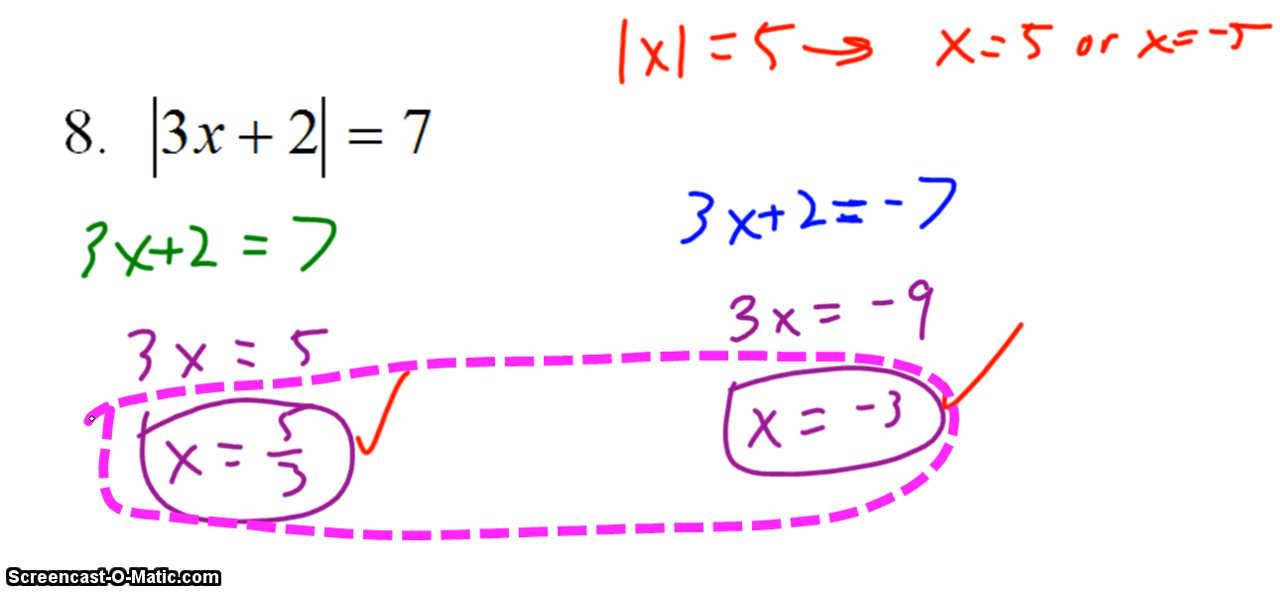 |x| = 5 → x = 5 or x = -5
8. |3x + 2| = 7
3x+2 = 7
3x+2 = -7
3x = 5
3x = -9
x = 5/3
x = -3
Screencast-O-Matic.com